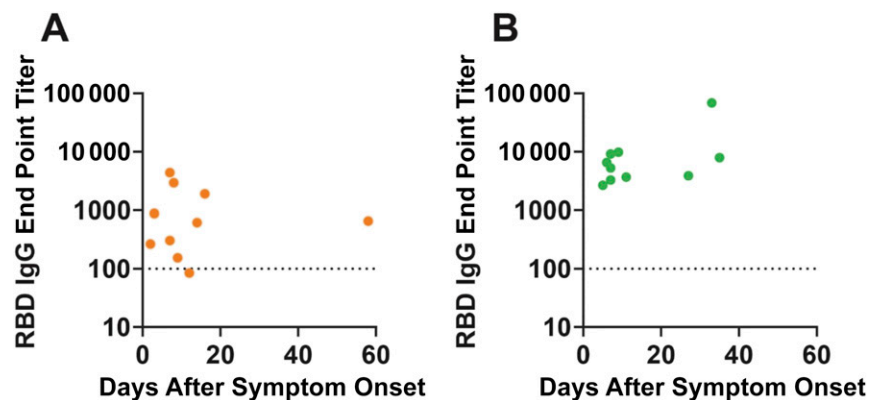 A
RBD IgG End Point Titer
100 000
10 000
1000
100
10
0 20 40 60
Days After Symptom Onset
B
RBD IgG End Point Titer
100 000
10 000
1000
100
10
0 20 40 60
Days After Symptom Onset